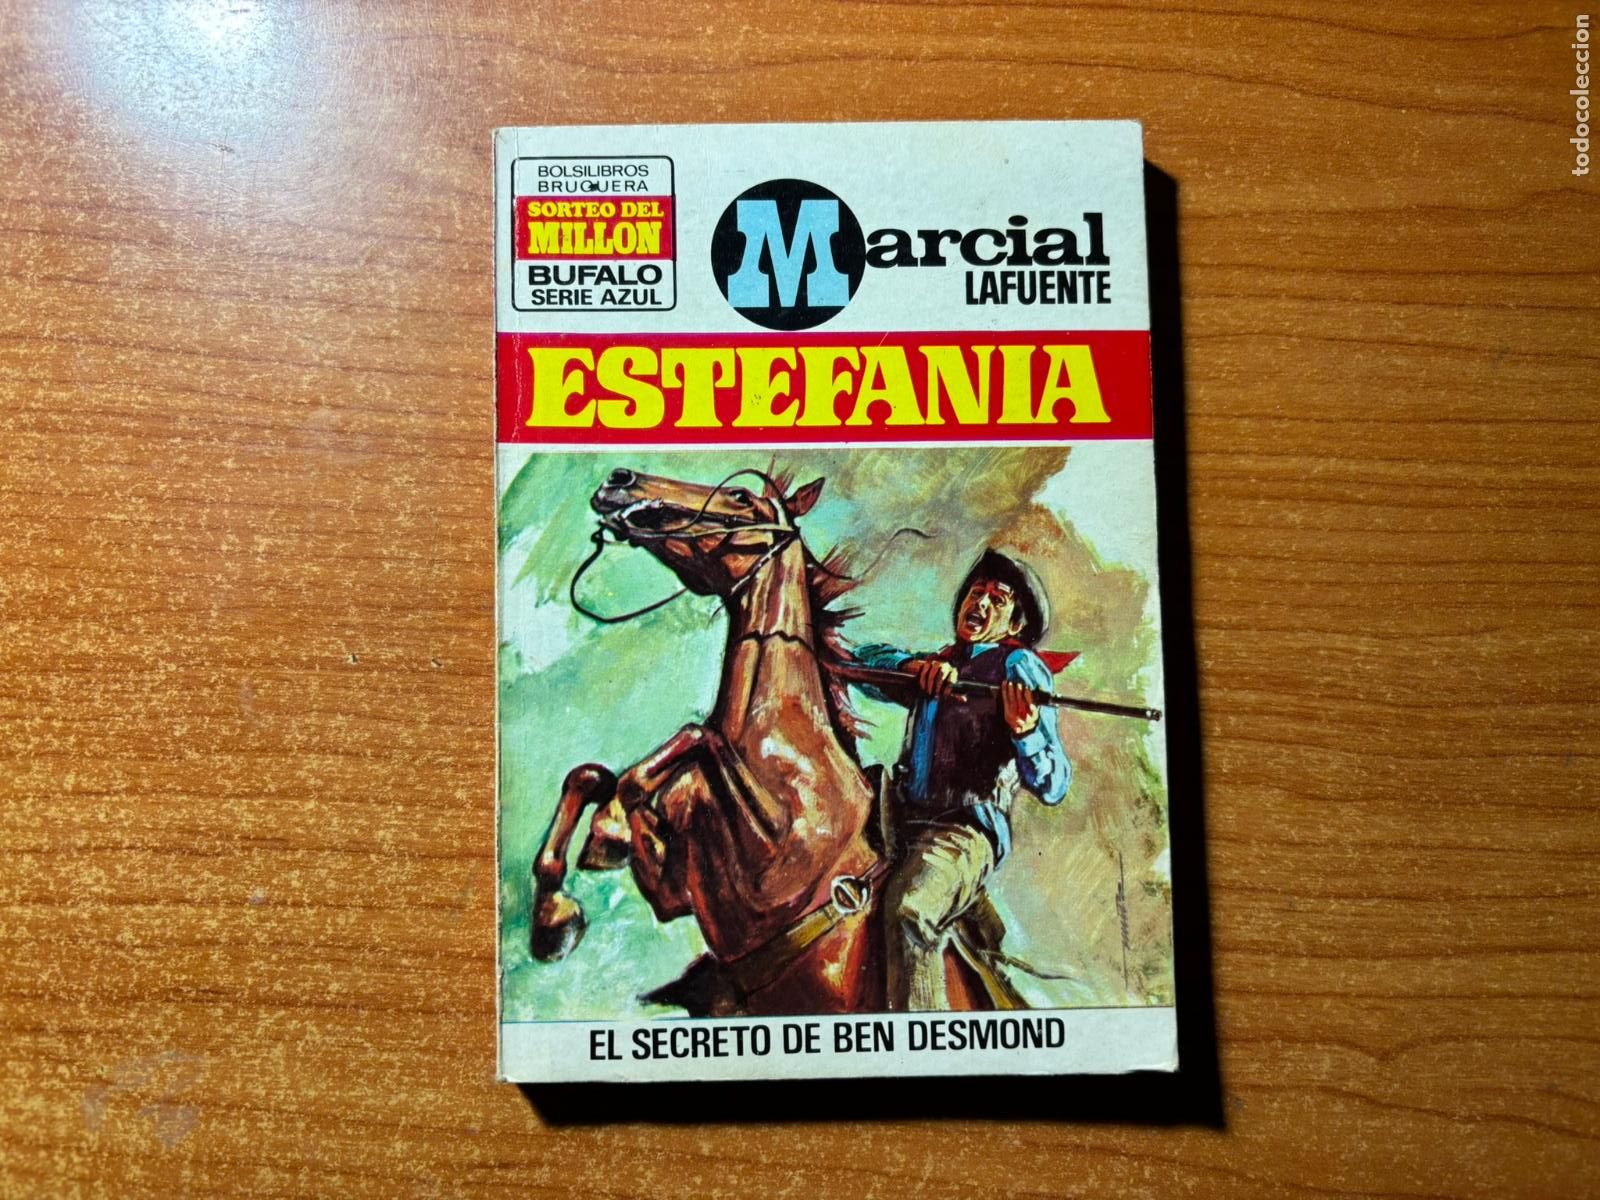 BOLSILIBROS
BRUGUERA
SORTEO DEL
MILLON
BUFALO
SERIE AZUL
Marcial
LAFUENTE
ESTEFANIA
EL SECRETO DE BEN DESMOND
todocoleccion